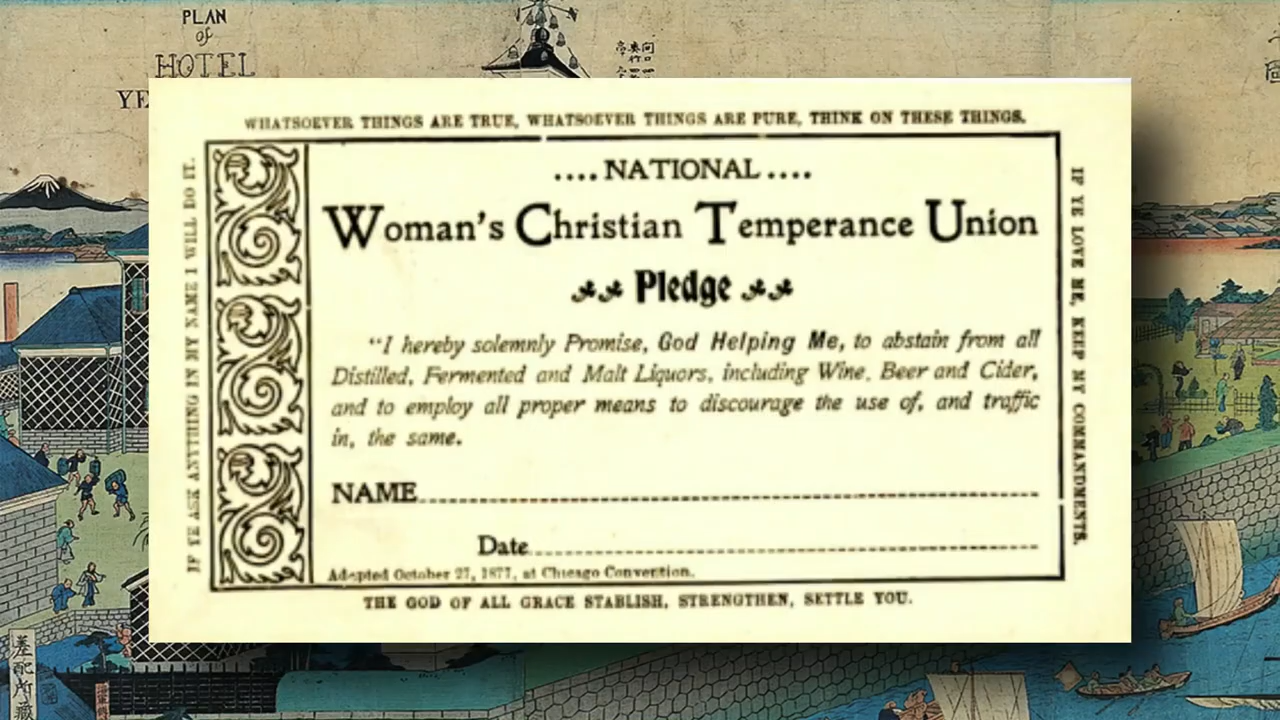 PLAN
of
HOTEL
YE
WHATSOEVER THINGS ARE TRUE, WHATSOEVER THINGS ARE PURE, THINK ON THESE THINGS.
IF YE ASK ANYTHING IN MY NAME I WILL DO IT.
....NATIONAL....
Woman's Christian Temperance Union
Pledge
"I hereby solemnly Promise, God Helping Me, to abstain from all
Distilled, Fermented and Malt Liquors, including Wine, Beer and Cider,
and to employ all proper means to discourage the use of, and traffic
in, the same.
NAME
Date
Adopted October 27, 1877, at Chicago Convention.
IF YE LOVE ME, KEEP MY COMMANDMENTS.
THE GOD OF ALL GRACE STABLISH, STRENGTHEN, SETTLE YOU.